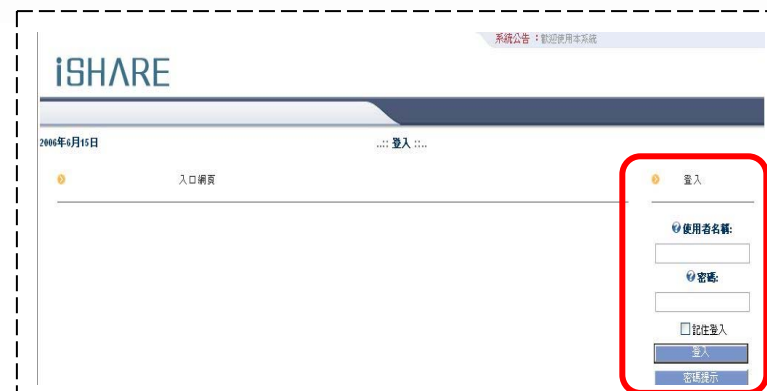 系統公告：歡迎使用本系統
iSHARE
2006年6月15日
..:: 登入 ::..
入口網頁
登入
使用者名稱:
密碼:
記住登入
登入
密碼提示